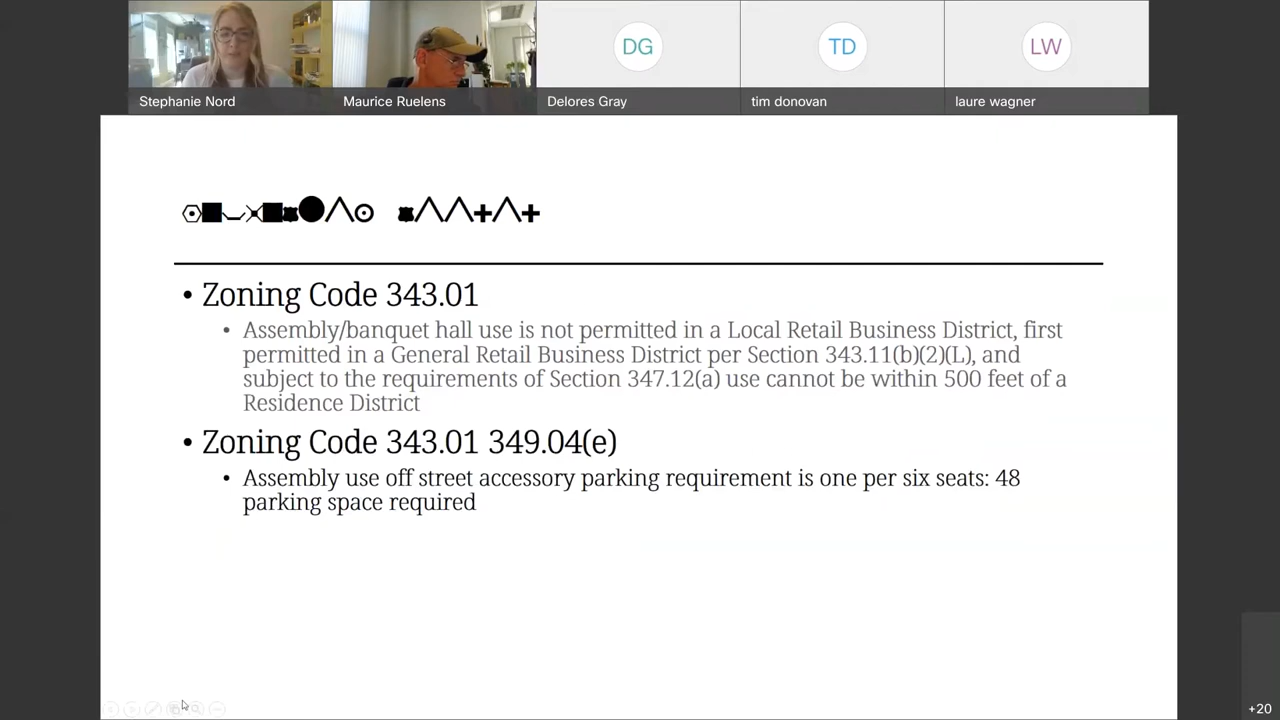 Stephanie Nord
Maurice Ruelens
DG
Delores Gray
TD
tim donovan
LW
laure wagner
• Zoning Code 343.01
• Assembly/banquet hall use is not permitted in a Local Retail Business District, first
permitted in a General Retail Business District per Section 343.11(b)(2)(L), and
subject to the requirements of Section 347.12(a) use cannot be within 500 feet of a
Residence District
• Zoning Code 343.01 349.04(e)
• Assembly use off street accessory parking requirement is one per six seats: 48
parking space required
+20